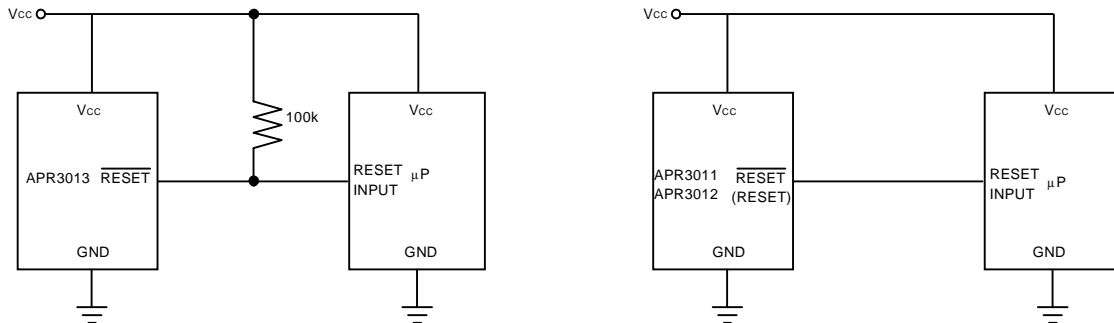 Vcc
Vcc
100k
Vcc
APR3013 RESET
RESET
INPUT
μP
GND
GND
Vcc
Vcc
Vcc
APR3011
APR3012
RESET
(RESET)
RESET
INPUT
μP
GND
GND